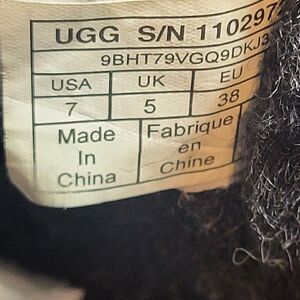 UGG S/N 110297
9BHT79VGQ9DKJ3
USA UK EU
7 5 38
Made Fabrique
In en
China Chine